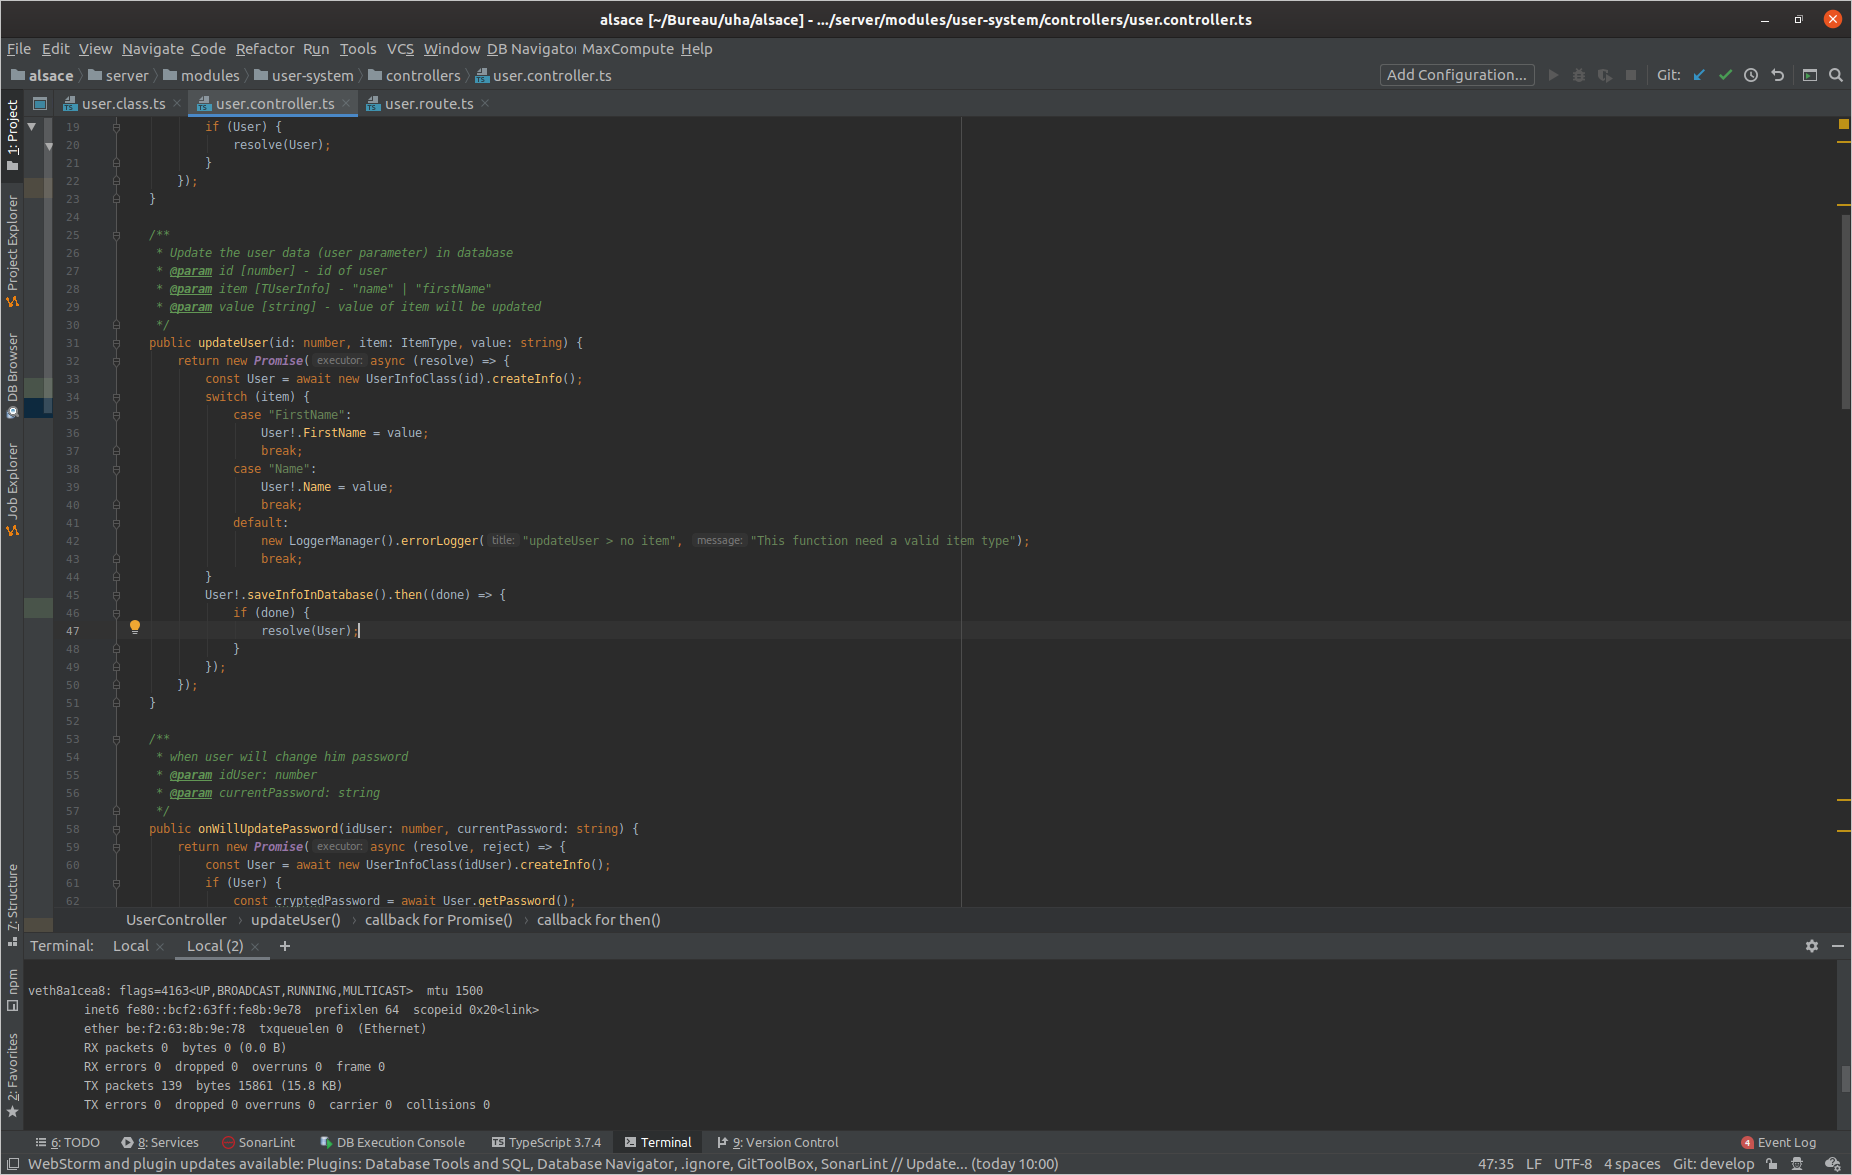 alsace [~/Bureau/uha/alsace] - .../server/modules/user-system/controllers/user.controller.ts
File Edit View Navigate Code Refactor Run Tools VCS Window DB Navigator MaxCompute Help
alsace server modules user-system controllers user.controller.ts Add Configuration... Git:
user.class.ts user.controller.ts user.route.ts
1: Project
Project Explorer
DB Browser
Job Explorer
7: Structure
npm
2: Favorites
19 if (User) {
20 resolve(User);
21 }
22 });
23 }
24
25 /**
26 * Update the user data (user parameter) in database
27 * @param id [number] - id of user
28 * @param item [TUserInfo] - "name" | "firstName"
29 * @param value [string] - value of item will be updated
30 */
31 public updateUser(id: number, item: ItemType, value: string) {
32 return new Promise( executor: async (resolve) => {
33 const User = await new UserInfoClass(id).createInfo();
34 switch (item) {
35 case "FirstName":
36 User!.FirstName = value;
37 break;
38 case "Name":
39 User!.Name = value;
40 break;
41 default:
42 new LoggerManager().errorLogger( title: "updateUser > no item", message: "This function need a valid item type");
43 break;
44 }
45 User!.saveInfoInDatabase().then((done) => {
46 if (done) {
47 resolve(User);
48 }
49 });
50 });
51 }
52
53 /**
54 * when user will change him password
55 * @param idUser: number
56 * @param currentPassword: string
57 */
58 public onWillUpdatePassword(idUser: number, currentPassword: string) {
59 return new Promise( executor: async (resolve, reject) => {
60 const User = await new UserInfoClass(idUser).createInfo();
61 if (User) {
62 const cryptedPassword = await User.getPassword();
UserController › updateUser() › callback for Promise() › callback for then()
Terminal: Local Local (2) +
veth8a1cea8: flags=4163<UP,BROADCAST,RUNNING,MULTICAST> mtu 1500
inet6 fe80::bcf2:63ff:fe8b:9e78 prefixlen 64 scopeid 0x20<link>
ether be:f2:63:8b:9e:78 txqueuelen 0 (Ethernet)
RX packets 0 bytes 0 (0.0 B)
RX errors 0 dropped 0 overruns 0 frame 0
TX packets 139 bytes 15861 (15.8 KB)
TX errors 0 dropped 0 overruns 0 carrier 0 collisions 0
6: TODO 8: Services SonarLint DB Execution Console TypeScript 3.7.4 Terminal 9: Version Control 4 Event Log
WebStorm and plugin updates available: Plugins: Database Tools and SQL, Database Navigator, .ignore, GitToolBox, SonarLint // Update... (today 10:00) 47:35 LF UTF-8 4 spaces Git: develop